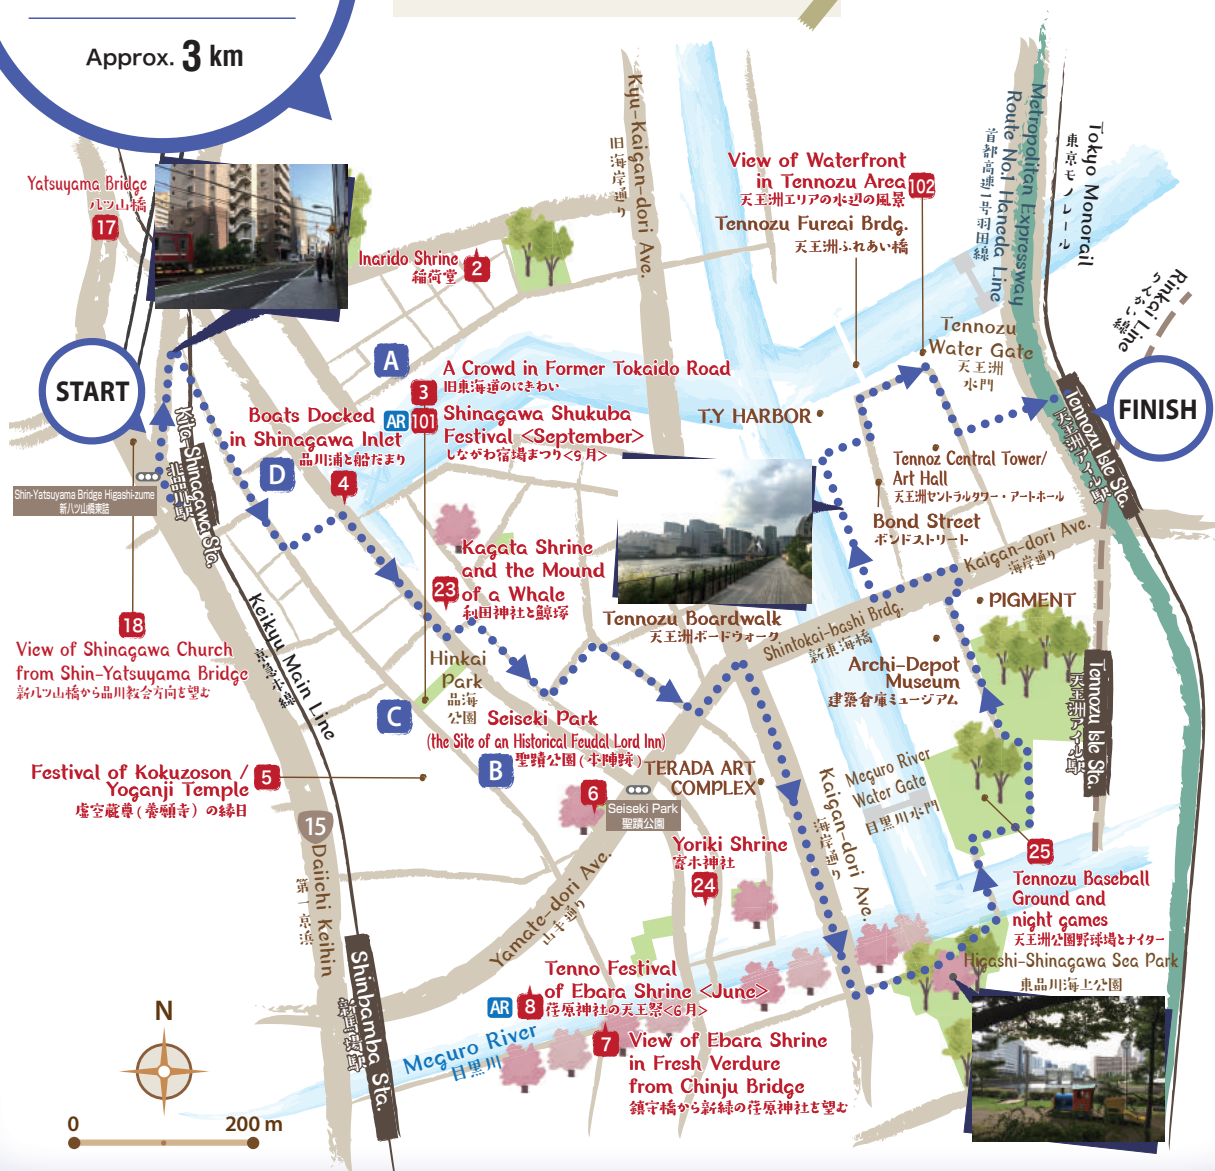 Approx. 3 km
Kyu-Kaigan-dori Ave.
旧海岸通り
Metropolitan Expressway
Route No.1 Haneda Line
首都高速1号羽田線
Tokyo Monorail
東京モノレール
Rinkai Line
りんかい線
Yatsuyama Bridge
八ツ山橋
17
Inarido Shrine
稲荷堂
2
View of Waterfront
in Tennozu Area
天王洲エリアの水辺の風景
102
Tennozu Fureai Brdg.
天王洲ふれあい橋
Tennozu
Water Gate
天王洲
水門
START
FINISH
A
3
A Crowd in Former Tokaido Road
旧東海道のにぎわい
AR
101
Shinagawa Shukuba
Festival <September>
しながわ宿場まつり<9月>
Boats Docked
in Shinagawa Inlet
品川浦と船だまり
4
D
T.Y HARBOR
Kita-Shinagawa Sta.
北品川駅
Shin-Yatsuyama Bridge Higashi-zume
新八ツ山橋東詰
Tennozu Isle Sta.
天王洲アイル駅
Tennoz Central Tower/
Art Hall
天王洲セントラルタワー・アートホール
Bond Street
ボンドストリート
Kaigan-dori Ave.
海岸通り
Kagata Shrine
and the Mound
of a Whale
利田神社と鯨塚
23
Tennozu Boardwalk
天王洲ボードウォーク
Shintokai-bashi Brdg.
新東海橋
PIGMENT
Archi-Depot
Museum
建築倉庫ミュージアム
18
View of Shinagawa Church
from Shin-Yatsuyama Bridge
新八ツ山橋から品川教会方向を望む
Keikyu Main Line
京急本線
Hinkai
Park
品海
公園
C
Seiseki Park
(the Site of an Historical Feudal Lord Inn)
聖蹟公園(本陣跡)
B
Tennozu Isle Sta.
天王洲アイル駅
Festival of Kokuzoson /
Yoganji Temple
虚空蔵尊(養願寺)の縁日
5
TERADA ART
COMPLEX
6
Seiseki Park
聖蹟公園
Meguro River
Water Gate
目黒川水門
Kaigan-dori Ave.
海岸通り
15
Daiichi Keihin
第一京浜
Yoriki Shrine
寄木神社
24
25
Tennozu Baseball
Ground and
night games
天王洲公園野球場とナイター
Yamate-dori Ave.
山手通り
Higashi-Shinagawa Sea Park
東品川海上公園
Tenno Festival
of Ebara Shrine <June>
荏原神社の天王祭<6月>
AR
8
Shinbamba Sta.
新馬場駅
Meguro River
目黒川
7
View of Ebara Shrine
in Fresh Verdure
from Chinju Bridge
鎮守橋から新緑の荏原神社を望む
N
0
200 m